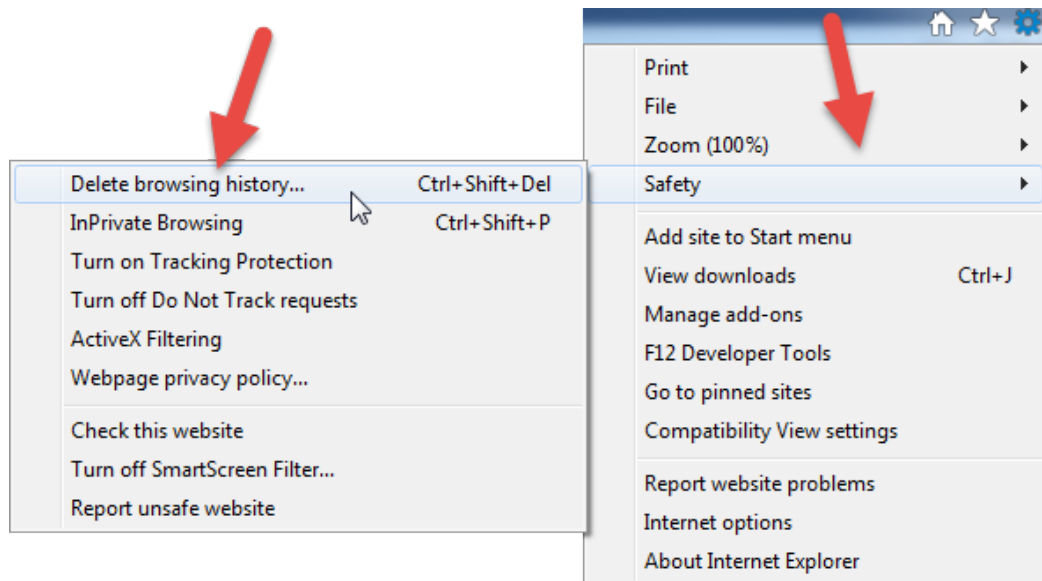 Print
File
Zoom (100%)
Safety
Add site to Start menu
View downloads Ctrl+J
Manage add-ons
F12 Developer Tools
Go to pinned sites
Compatibility View settings
Report website problems
Internet options
About Internet Explorer
Delete browsing history... Ctrl+Shift+Del
InPrivate Browsing Ctrl+Shift+P
Turn on Tracking Protection
Turn off Do Not Track requests
ActiveX Filtering
Webpage privacy policy...
Check this website
Turn off SmartScreen Filter...
Report unsafe website